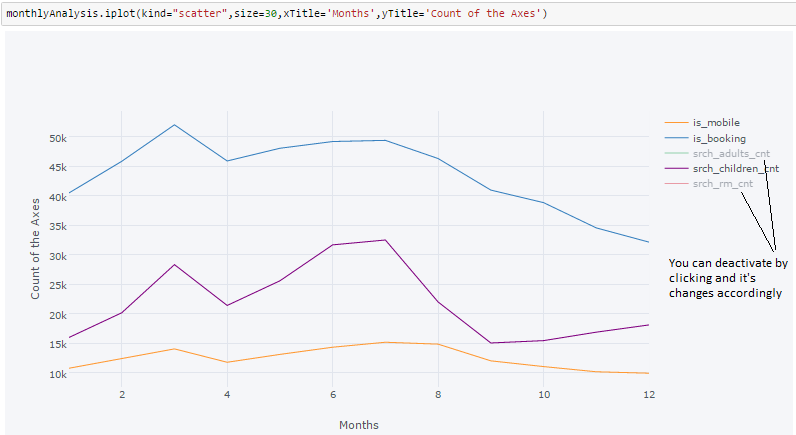 monthlyAnalysis.iplot(kind="scatter",size=30,xTitle='Months',yTitle='Count of the Axes')
50k
45k
40k
35k
30k
25k
20k
15k
10k
Count of the Axes
2 4 6 8 10 12
Months
is_mobile
is_booking
srch_adults_cnt
srch_children_cnt
srch_rm_cnt
You can deactivate by
clicking and it's
changes accordingly